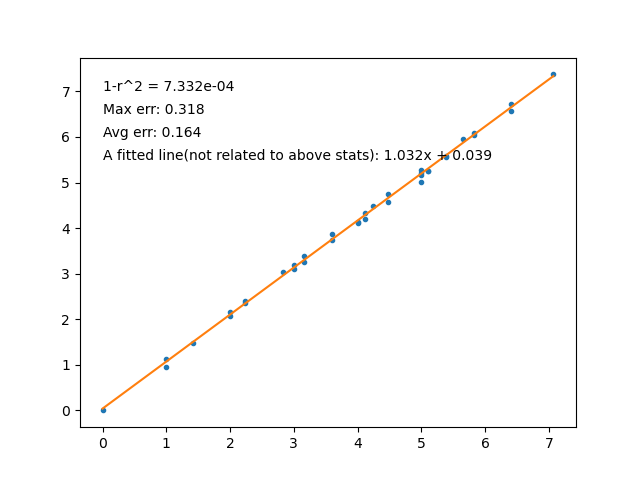 1-r^2 = 7.332e-04
Max err: 0.318
Avg err: 0.164
A fitted line(not related to above stats): 1.032x + 0.039
7
6
5
4
3
2
1
0
0 1 2 3 4 5 6 7